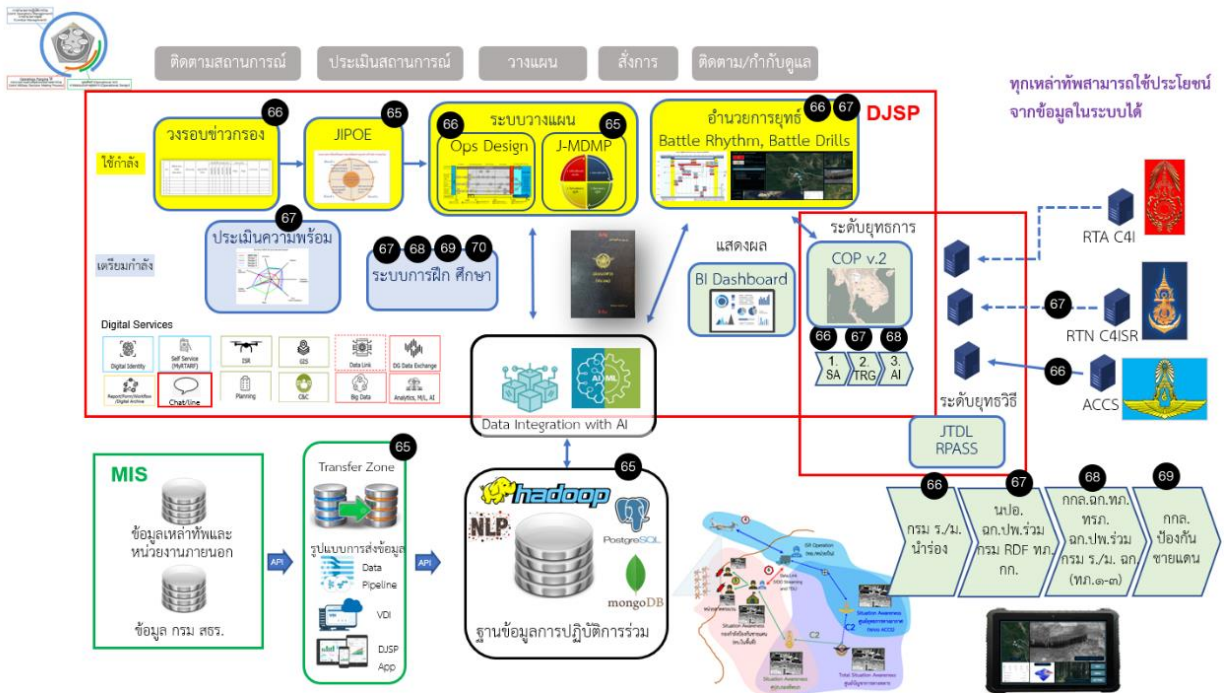 ติดตามสถานการณ์
ประเมินสถานการณ์
วางแผน
สั่งการ
ติดตาม/กำกับดูแล
ทุกเหล่าทัพสามารถใช้ประโยชน์
จากข้อมูลในระบบได้
DJSP
ใช้กำลัง
66
วงรอบข่าวกรอง
65
JIPOE
ระบบวางแผน
66
Ops Design
65
J-MDMP
อำนวยการยุทธ์
66 67
Battle Rhythm, Battle Drills
เตรียมกำลัง
67
ประเมินความพร้อม
67 68 69 70
ระบบการฝึก ศึกษา
แสดงผล
BI Dashboard
ระดับยุทธการ
COP v.2
66 67 68
1.
SA
2.
TRG
3.
AI
ระดับยุทธวิธี
JTDL
RPASS
RTA C4I
67
RTN C4ISR
66
ACCS
Digital Services
Digital Identity
Self Service
(MyRTARF)
ISR
GIS
Data Link
DG Data Exchange
Report/Form/Workflow
/Digital Archive
Chat/line
Planning
C&C
Big Data
Analytics, M/L, AI
AI ML
Data Integration with AI
MIS
ข้อมูลเหล่าทัพและ
หน่วยงานภายนอก
ข้อมูล กรม สธร.
API
65
Transfer Zone
รูปแบบการส่งข้อมูล
Data
Pipeline
VDI
DJSP
App
API
65
hadoop
NLP
PostgreSQL
mongoDB
ฐานข้อมูลการปฏิบัติการร่วม
C2
C2
C2
66
กรม ร./ม.
นำร่อง
67
นปอ.
ฉก.ปพ.ร่วม
กรม RDF ทภ.
กก.
68
กกล.ฉก.ทภ.
ทรภ.
ฉก.ปพ.ร่วม
กรม ร./ม. ฉก.
(ทภ.๑-๓)
69
กกล.
ป้องกัน
ชายแดน